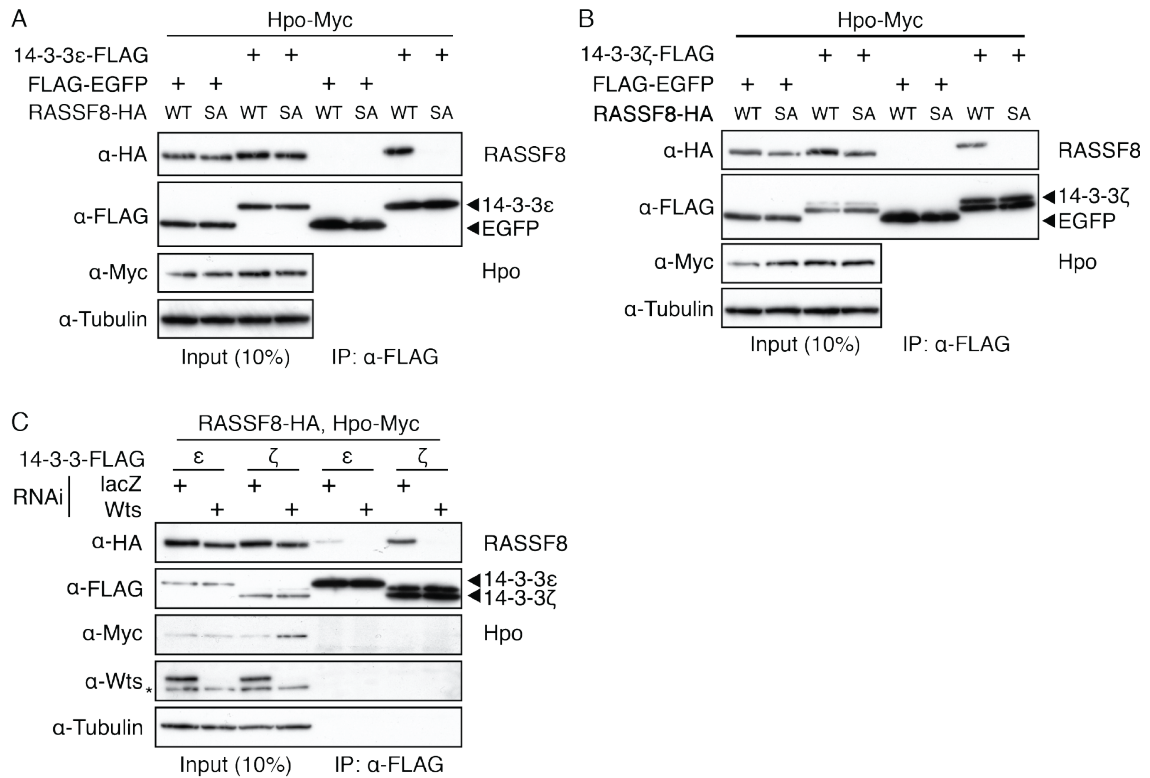 A
Hpo-Myc
14-3-3ε-FLAG + + + +
FLAG-EGFP + + + +
RASSF8-HA WT SA WT SA WT SA WT SA
α-HA RASSF8
α-FLAG ◄14-3-3ε
◄EGFP
α-Myc Hpo
α-Tubulin
Input (10%) IP: α-FLAG
B
Hpo-Myc
14-3-3ζ-FLAG + + + +
FLAG-EGFP + + + +
RASSF8-HA WT SA WT SA WT SA WT SA
α-HA RASSF8
α-FLAG ◄14-3-3ζ
◄EGFP
α-Myc Hpo
α-Tubulin
Input (10%) IP: α-FLAG
C
RASSF8-HA, Hpo-Myc
14-3-3-FLAG ε ζ ε ζ
RNAi
lacZ + + + +
Wts + + + +
α-HA RASSF8
α-FLAG ◄14-3-3ε
◄14-3-3ζ
α-Myc Hpo
α-Wts *
α-Tubulin
Input (10%) IP: α-FLAG